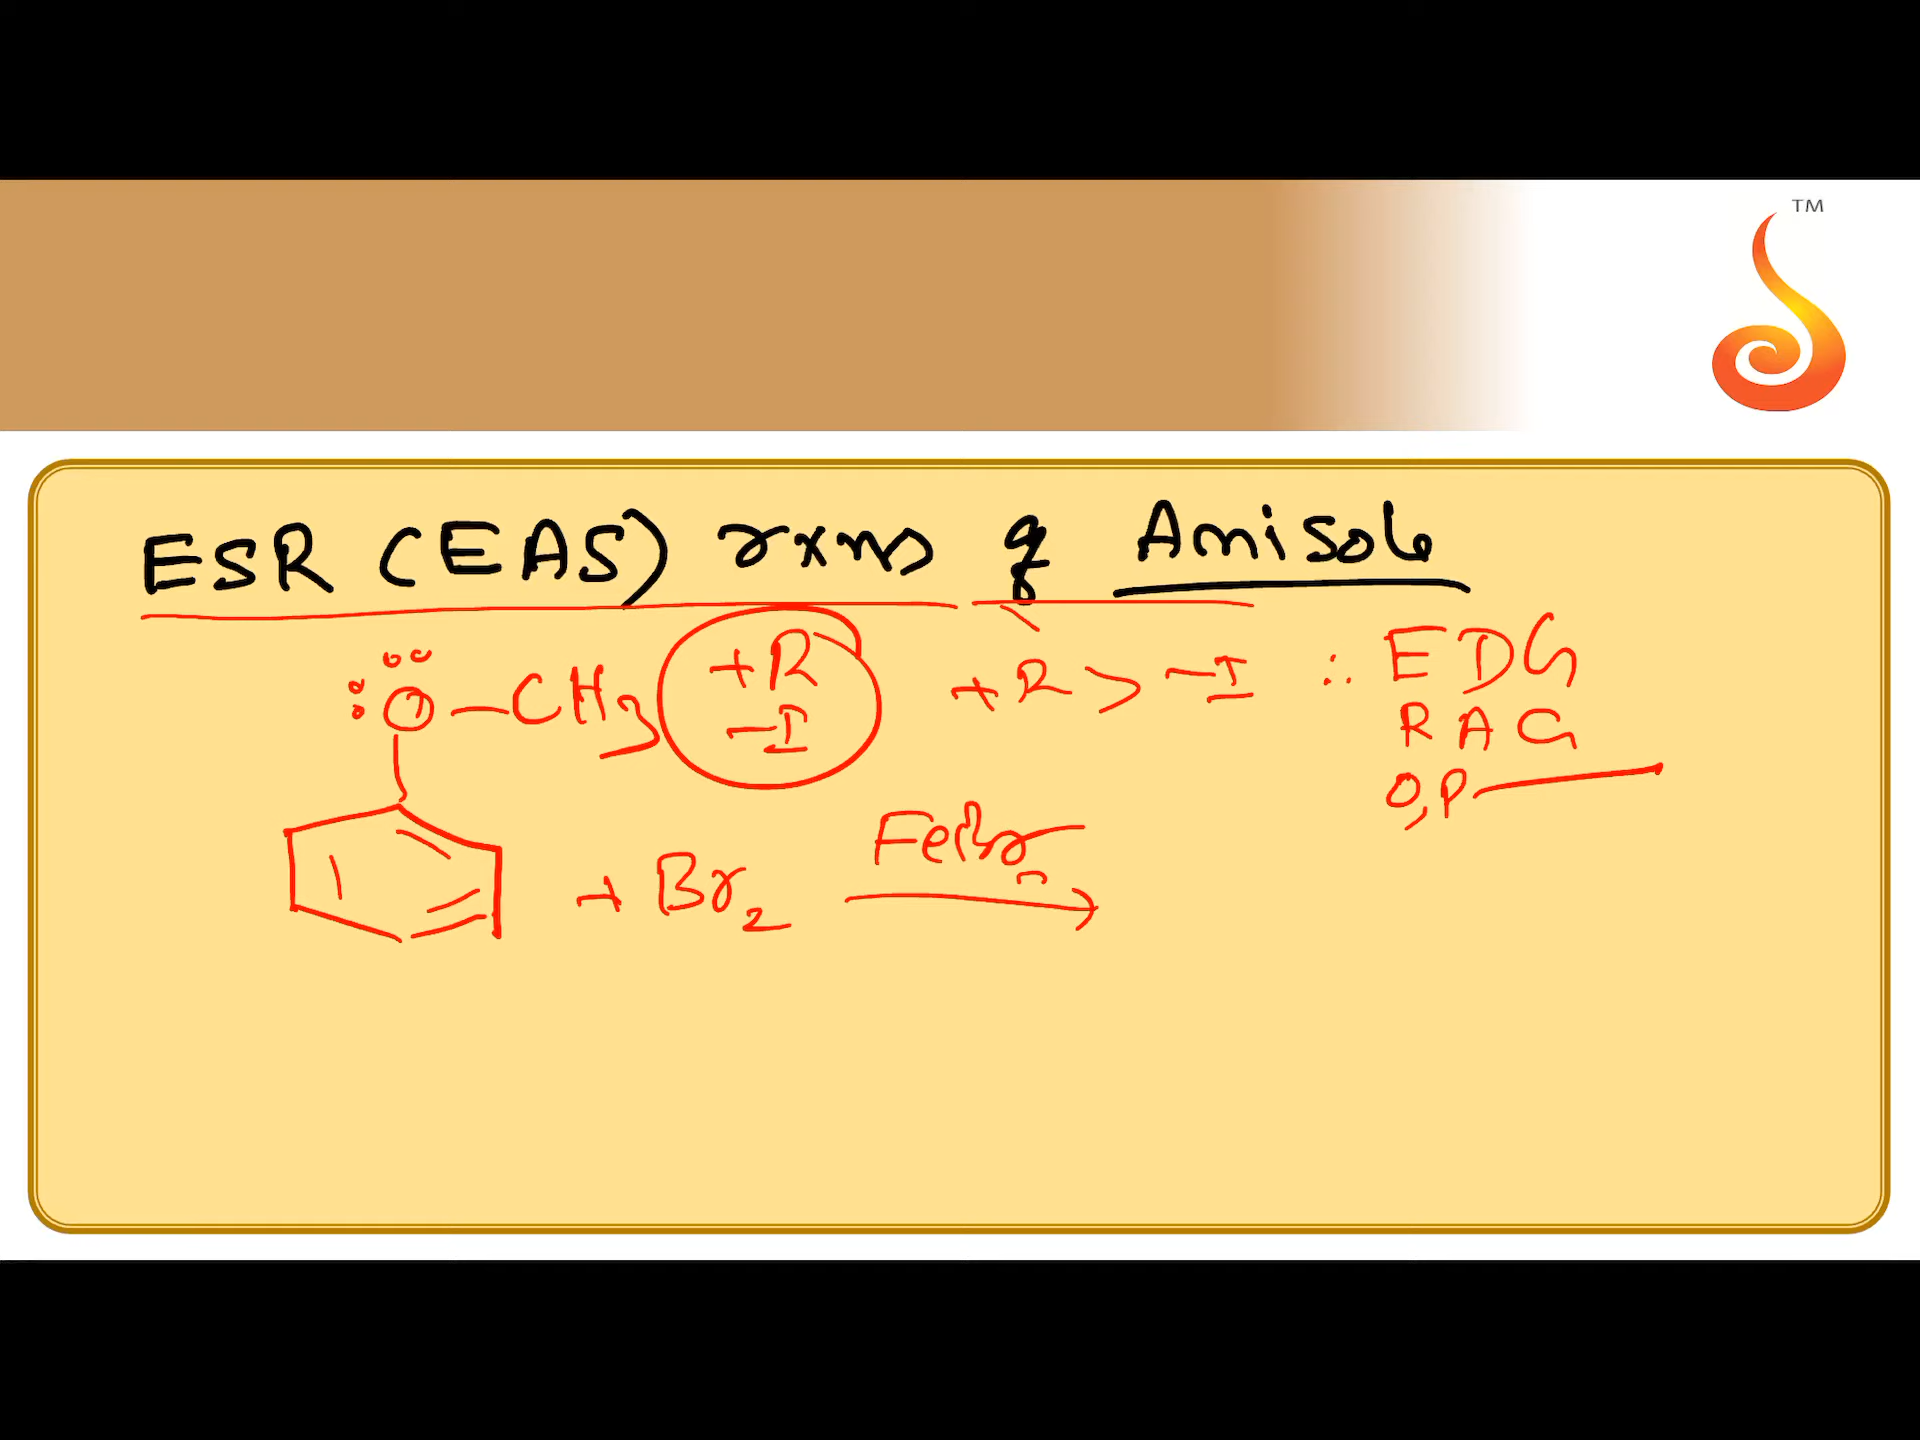 TM
ESR (EAS) rxns of Anisole
O-CH3 +R -I +R > -I ∴ EDG
RAG
O,P
+ Br2 FeBr3